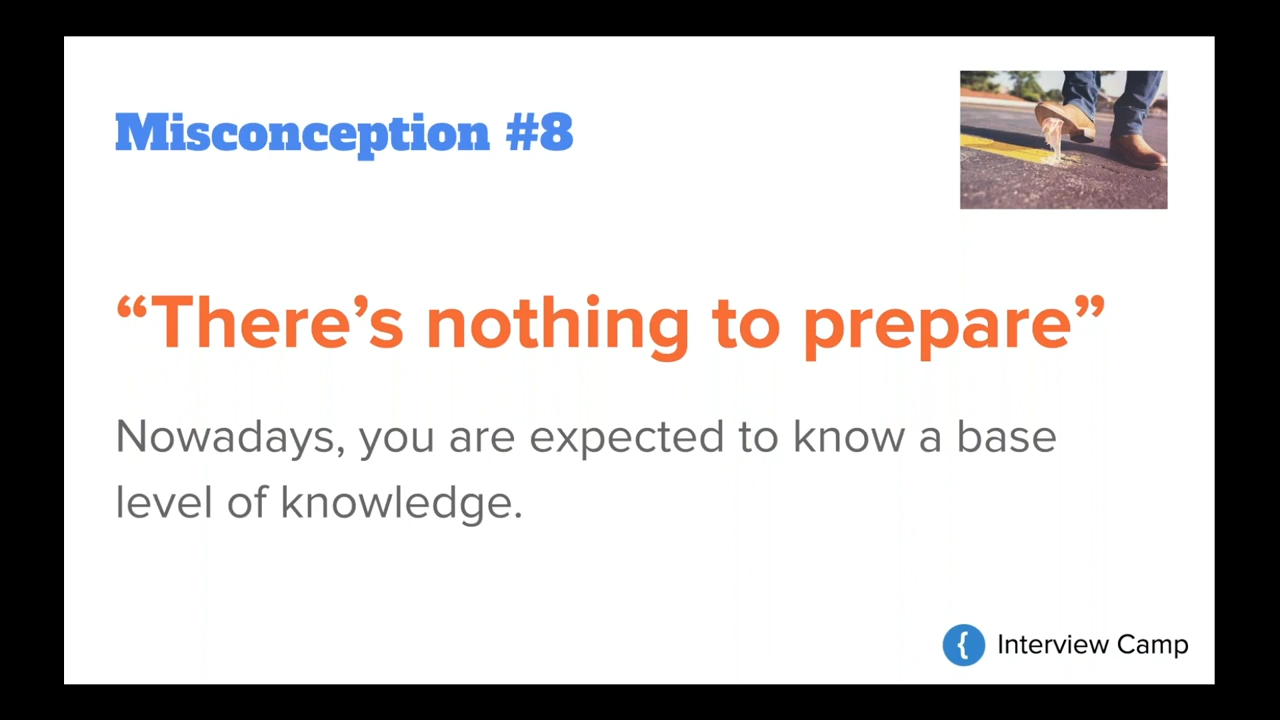 Misconception #8
“There’s nothing to prepare”
Nowadays, you are expected to know a base
level of knowledge.
{ Interview Camp